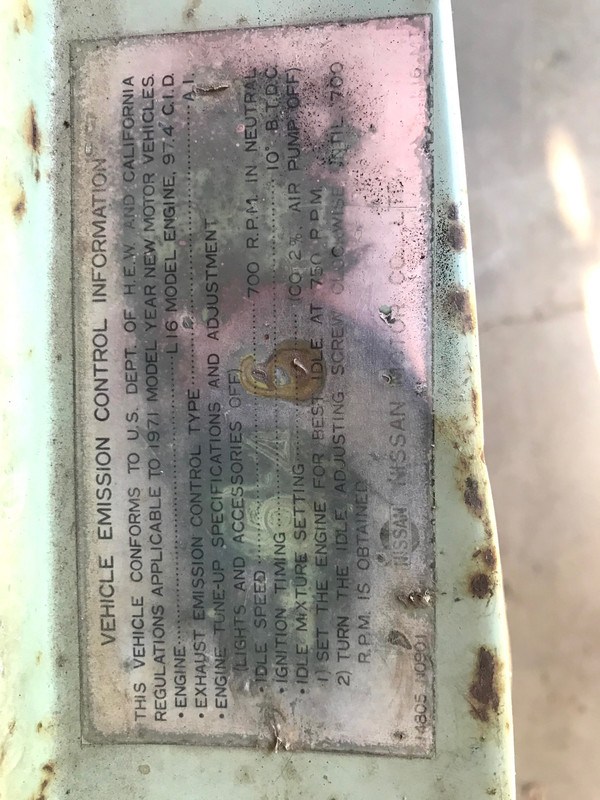 VEHICLE EMISSION CONTROL INFORMATION
THIS VEHICLE CONFORMS TO U.S. DEPT. OF H.E.W. AND CALIFORNIA
REGULATIONS APPLICABLE TO 1971 MODEL YEAR NEW MOTOR VEHICLES.
• ENGINE..........L16 MODEL ENGINE, 97.4 C.I.D.
• EXHAUST EMISSION CONTROL TYPE..........A.I.
• ENGINE TUNE-UP SPECIFICATIONS AND ADJUSTMENT
(LIGHTS AND ACCESSORIES OFF)
• IDLE SPEED..........700 R.P.M. IN NEUTRAL
• IGNITION TIMING..........10° B.T.D.C.
• IDLE MIXTURE SETTING..........(CO 2%, AIR PUMP OFF)
1) SET THE ENGINE FOR BEST IDLE AT 750 R.P.M.
2) TURN THE IDLE ADJUSTING SCREW CLOCKWISE UNTIL 700
R.P.M. IS OBTAINED
NISSAN NISSAN MOTOR CO., LTD.
14805 N0901
6